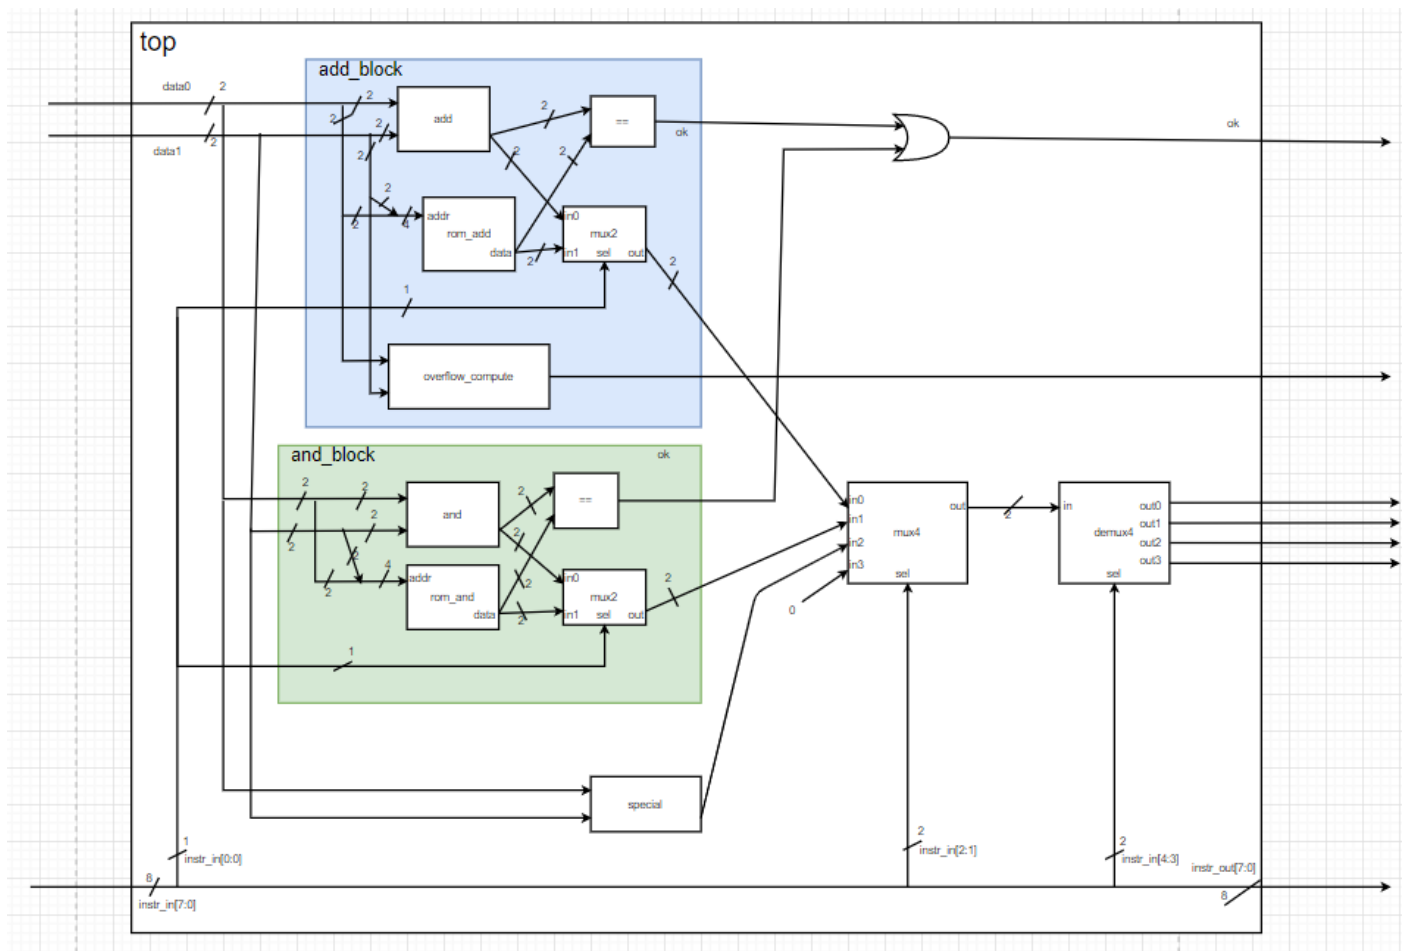 top
add_block
data0
2
2
2
add
2
==
ok
ok
data1
2
2
2
2
2
2
2
4
addr
rom_add
data
in0
mux2
in1
sel
out
2
2
1
overflow_compute
and_block
ok
2
2
2
2
and
2
2
==
2
2
4
addr
rom_and
data
2
2
in0
mux2
in1
sel
out
2
1
in0
in1
in2
in3
mux4
out
sel
0
2
in
demux4
out0
out1
out2
out3
sel
special
1
instr_in[0:0]
2
instr_in[2:1]
2
instr_in[4:3]
instr_out[7:0]
8
8
instr_in[7:0]